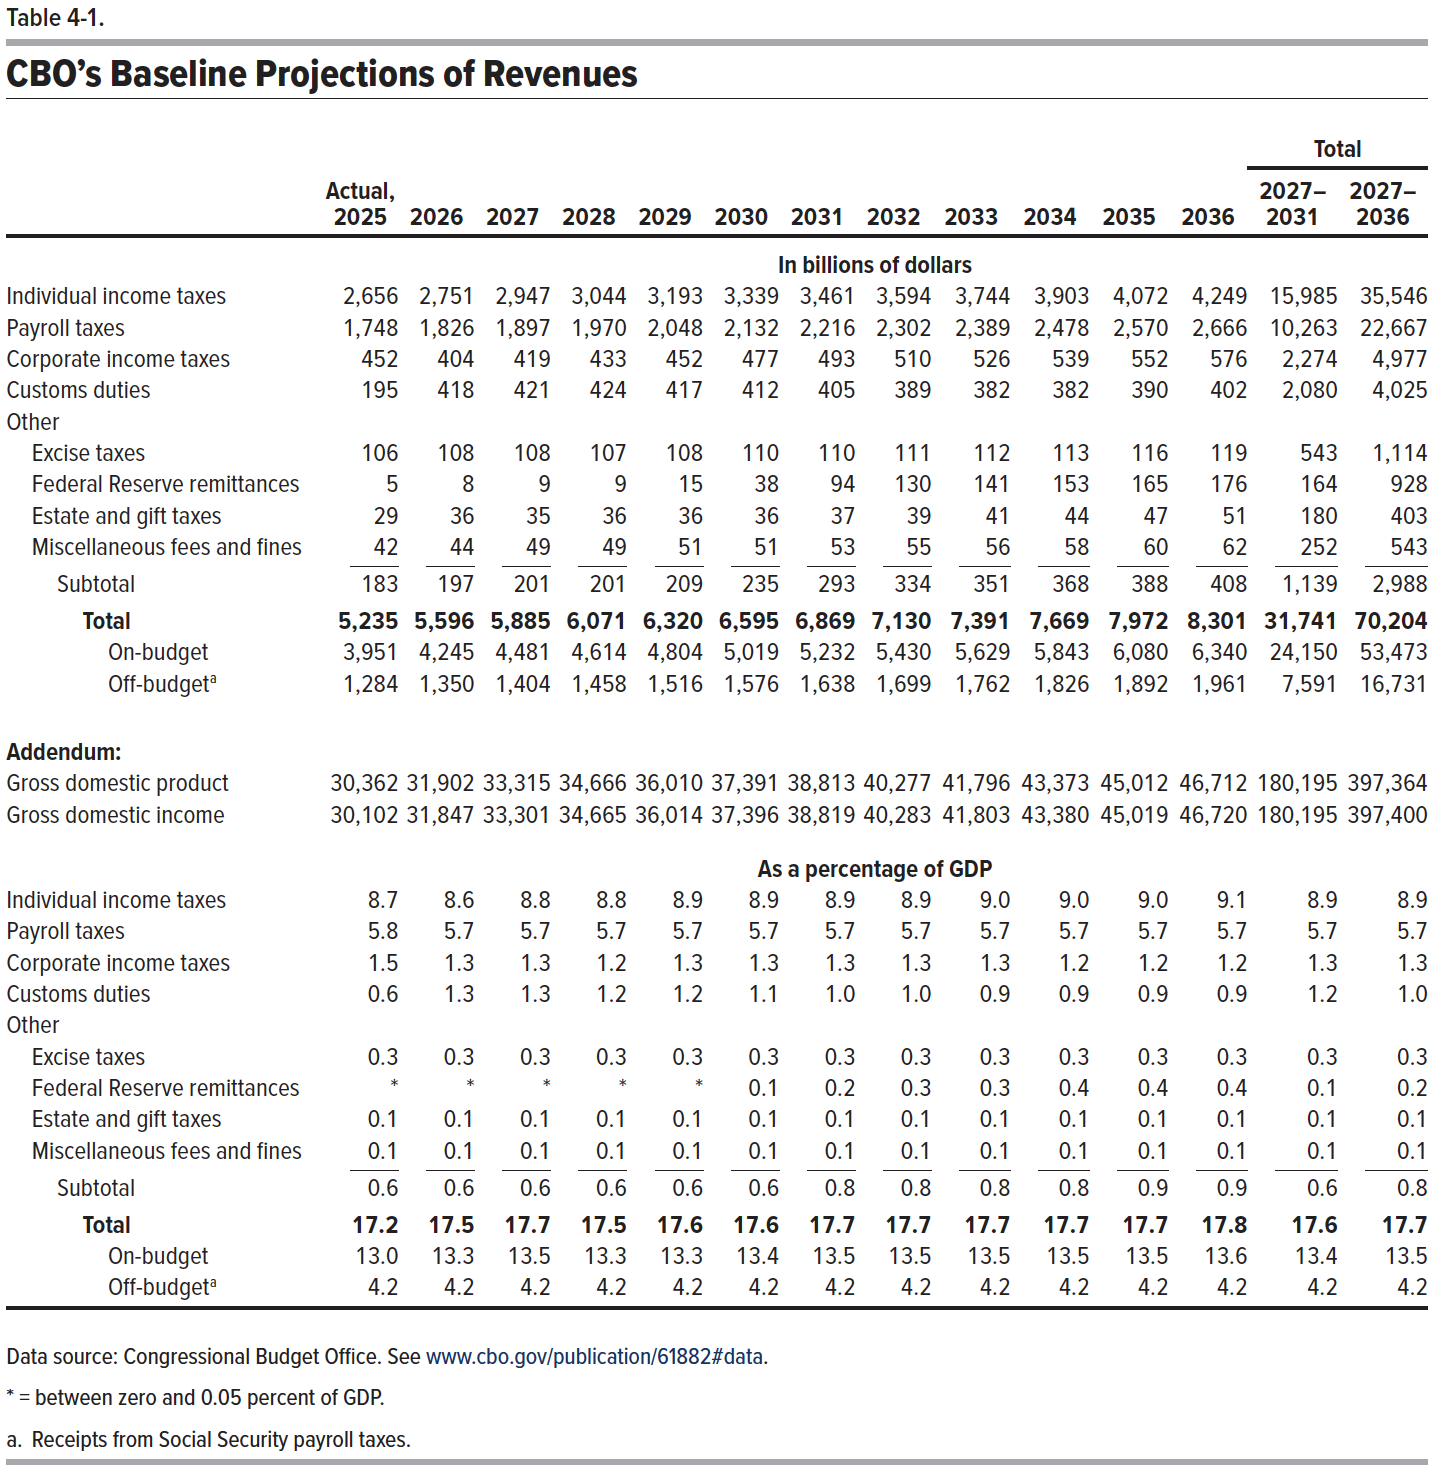 Table 4-1.
CBO’s Baseline Projections of Revenues
Total
Actual, 2027– 2027–
2025 2026 2027 2028 2029 2030 2031 2032 2033 2034 2035 2036 2031 2036
In billions of dollars
Individual income taxes 2,656 2,751 2,947 3,044 3,193 3,339 3,461 3,594 3,744 3,903 4,072 4,249 15,985 35,546
Payroll taxes 1,748 1,826 1,897 1,970 2,048 2,132 2,216 2,302 2,389 2,478 2,570 2,666 10,263 22,667
Corporate income taxes 452 404 419 433 452 477 493 510 526 539 552 576 2,274 4,977
Customs duties 195 418 421 424 417 412 405 389 382 382 390 402 2,080 4,025
Other
Excise taxes 106 108 108 107 108 110 110 111 112 113 116 119 543 1,114
Federal Reserve remittances 5 8 9 9 15 38 94 130 141 153 165 176 164 928
Estate and gift taxes 29 36 35 36 36 36 37 39 41 44 47 51 180 403
Miscellaneous fees and fines 42 44 49 49 51 51 53 55 56 58 60 62 252 543
Subtotal 183 197 201 201 209 235 293 334 351 368 388 408 1,139 2,988
Total 5,235 5,596 5,885 6,071 6,320 6,595 6,869 7,130 7,391 7,669 7,972 8,301 31,741 70,204
On-budget 3,951 4,245 4,481 4,614 4,804 5,019 5,232 5,430 5,629 5,843 6,080 6,340 24,150 53,473
Off-budgetᵃ 1,284 1,350 1,404 1,458 1,516 1,576 1,638 1,699 1,762 1,826 1,892 1,961 7,591 16,731
Addendum:
Gross domestic product 30,362 31,902 33,315 34,666 36,010 37,391 38,813 40,277 41,796 43,373 45,012 46,712 180,195 397,364
Gross domestic income 30,102 31,847 33,301 34,665 36,014 37,396 38,819 40,283 41,803 43,380 45,019 46,720 180,195 397,400
As a percentage of GDP
Individual income taxes 8.7 8.6 8.8 8.8 8.9 8.9 8.9 8.9 9.0 9.0 9.0 9.1 8.9 8.9
Payroll taxes 5.8 5.7 5.7 5.7 5.7 5.7 5.7 5.7 5.7 5.7 5.7 5.7 5.7 5.7
Corporate income taxes 1.5 1.3 1.3 1.2 1.3 1.3 1.3 1.3 1.3 1.2 1.2 1.2 1.3 1.3
Customs duties 0.6 1.3 1.3 1.2 1.2 1.1 1.0 1.0 0.9 0.9 0.9 0.9 1.2 1.0
Other
Excise taxes 0.3 0.3 0.3 0.3 0.3 0.3 0.3 0.3 0.3 0.3 0.3 0.3 0.3 0.3
Federal Reserve remittances * * * * * 0.1 0.2 0.3 0.3 0.4 0.4 0.4 0.1 0.2
Estate and gift taxes 0.1 0.1 0.1 0.1 0.1 0.1 0.1 0.1 0.1 0.1 0.1 0.1 0.1 0.1
Miscellaneous fees and fines 0.1 0.1 0.1 0.1 0.1 0.1 0.1 0.1 0.1 0.1 0.1 0.1 0.1 0.1
Subtotal 0.6 0.6 0.6 0.6 0.6 0.6 0.8 0.8 0.8 0.8 0.9 0.9 0.6 0.8
Total 17.2 17.5 17.7 17.5 17.6 17.6 17.7 17.7 17.7 17.7 17.7 17.8 17.6 17.7
On-budget 13.0 13.3 13.5 13.3 13.3 13.4 13.5 13.5 13.5 13.5 13.5 13.6 13.4 13.5
Off-budgetᵃ 4.2 4.2 4.2 4.2 4.2 4.2 4.2 4.2 4.2 4.2 4.2 4.2 4.2 4.2
Data source: Congressional Budget Office. See www.cbo.gov/publication/61882#data.
* = between zero and 0.05 percent of GDP.
a. Receipts from Social Security payroll taxes.